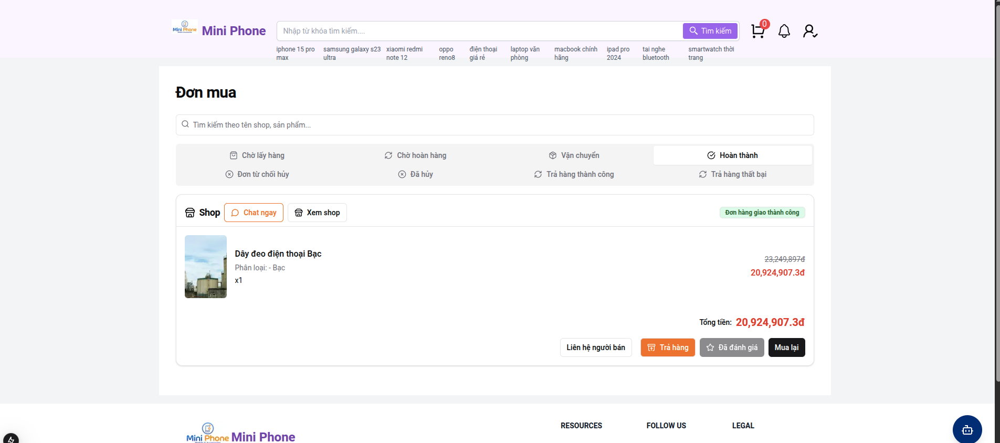 Mini Phone
Mini Phone
Nhập từ khóa tìm kiếm....
Tìm kiếm
0
iphone 15 pro max
samsung galaxy s23 ultra
xiaomi redmi note 12
oppo reno8
điện thoại giá rẻ
laptop văn phòng
macbook chính hãng
ipad pro 2024
tai nghe bluetooth
smartwatch thời trang
Đơn mua
Tìm kiếm theo tên shop, sản phẩm...
Chờ lấy hàng
Chờ hoàn hàng
Vận chuyển
Hoàn thành
Đơn từ chối hủy
Đã hủy
Trả hàng thành công
Trả hàng thất bại
Shop
Chat ngay
Xem shop
Đơn hàng giao thành công
Dây đeo điện thoại Bạc
Phân loại: - Bạc
x1
23,249,897đ
20,924,907.3đ
Tổng tiền: 20,924,907.3đ
Liên hệ người bán
Trả hàng
Đã đánh giá
Mua lại
Mini Phone
Mini Phone
RESOURCES
FOLLOW US
LEGAL